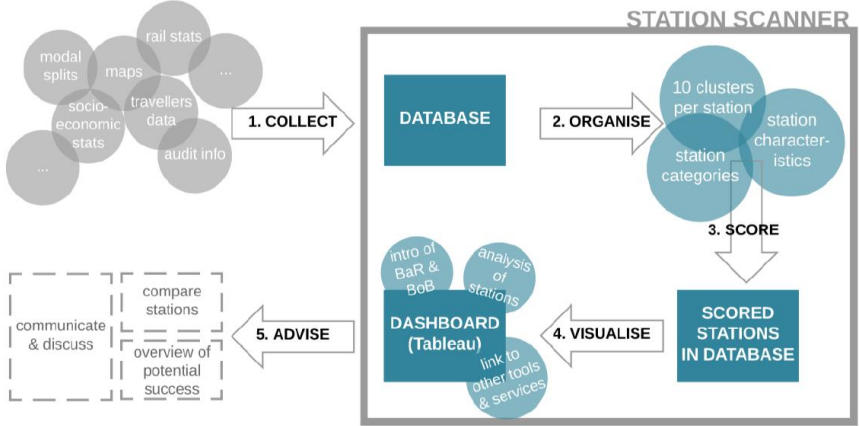 STATION SCANNER
modal
splits
maps
rail stats
...
socio-
economic
stats
travellers
data
audit info
...
1. COLLECT
DATABASE
2. ORGANISE
10 clusters
per station
station
character-
istics
station
categories
3. SCORE
SCORED
STATIONS
IN DATABASE
4. VISUALISE
intro of
BaR &
BoB
analysis
of
stations
DASHBOARD
(Tableau)
link to
other tools
& services
5. ADVISE
compare
stations
communicate
& discuss
overview of
potential
success